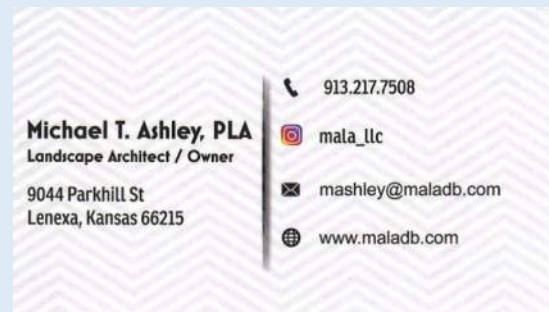 Michael T. Ashley, PLA
Landscape Architect / Owner
9044 Parkhill St
Lenexa, Kansas 66215
913.217.7508
mala_llc
mashley@maladb.com
www.maladb.com